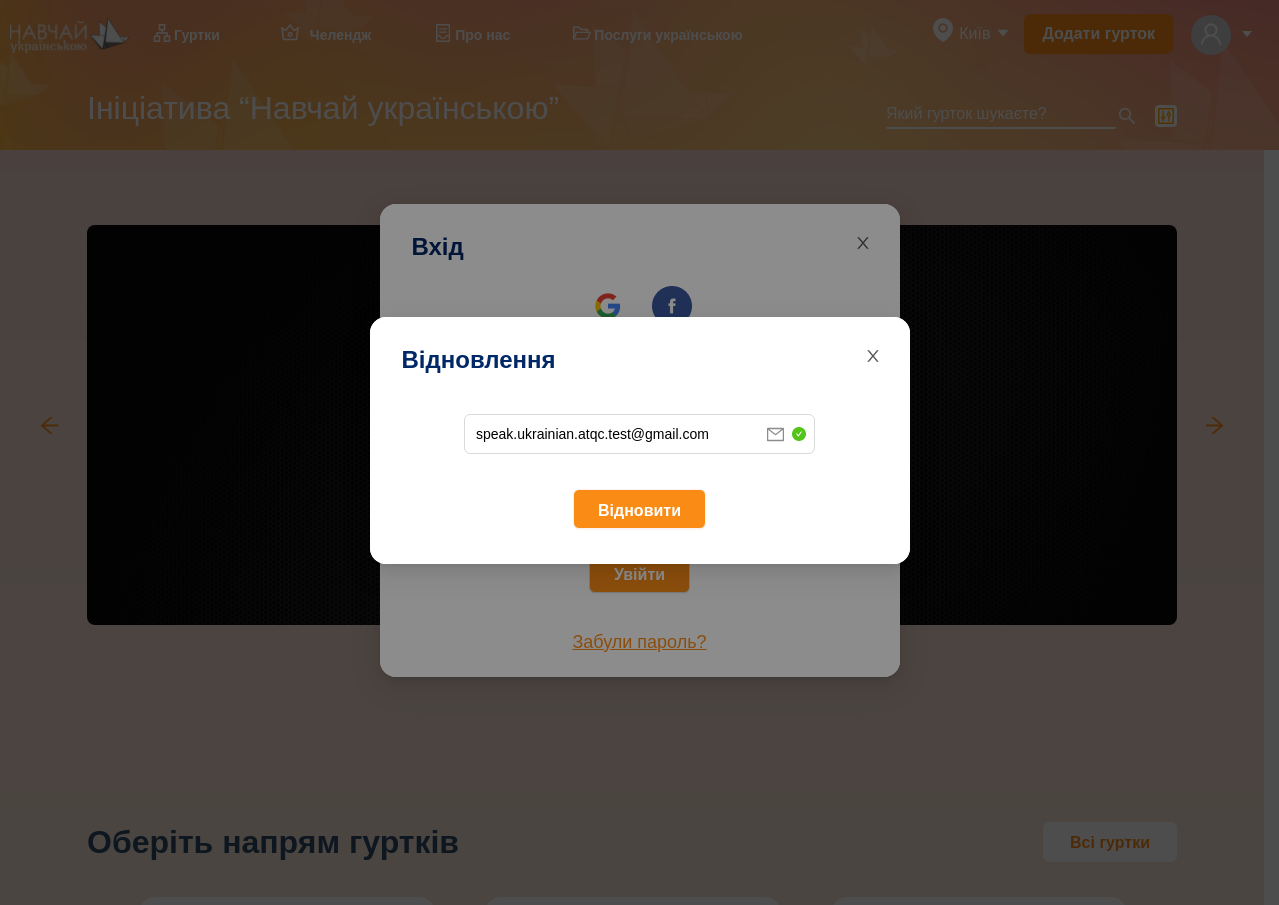 НАВЧАЙ
українською
Гуртки
Челендж
Про нас
Послуги українською
Київ
Додати гурток
Ініціатива “Навчай українською”
Який гурток шукаєте?
Вхід
Відновлення
speak.ukrainian.atqc.test@gmail.com
Відновити
Увійти
Забули пароль?
Оберіть напрям гуртків
Всі гуртки